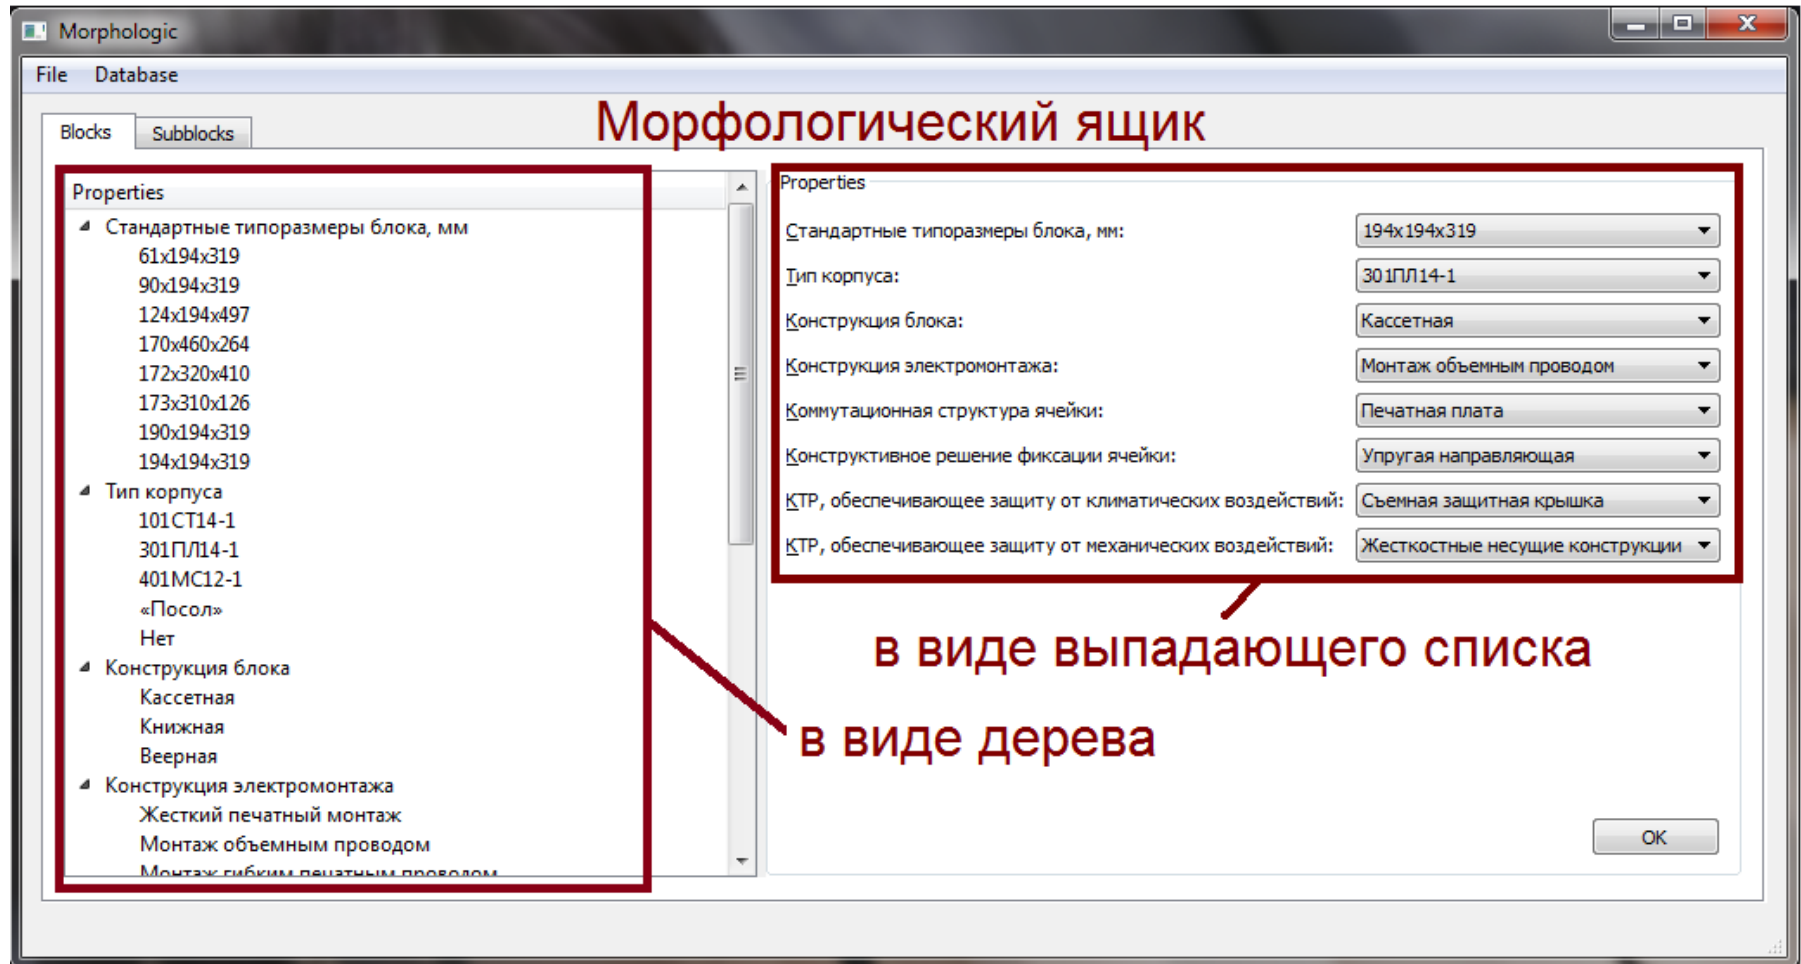 Morphologic
File Database
Морфологический ящик
Blocks Subblocks
Properties
Стандартные типоразмеры блока, мм
61x194x319
90x194x319
124x194x497
170x460x264
172x320x410
173x310x126
190x194x319
194x194x319
Тип корпуса
101СТ14-1
301ПЛ14-1
401МС12-1
«Посол»
Нет
Конструкция блока
Кассетная
Книжная
Веерная
Конструкция электромонтажа
Жесткий печатный монтаж
Монтаж объемным проводом
Монтаж гибким печатным проводом
Properties
Стандартные типоразмеры блока, мм: 194x194x319
Тип корпуса: 301ПЛ14-1
Конструкция блока: Кассетная
Конструкция электромонтажа: Монтаж объемным проводом
Коммутационная структура ячейки: Печатная плата
Конструктивное решение фиксации ячейки: Упругая направляющая
КТР, обеспечивающее защиту от климатических воздействий: Съемная защитная крышка
КТР, обеспечивающее защиту от механических воздействий: Жесткостные несущие конструкции
в виде выпадающего списка
в виде дерева
OK